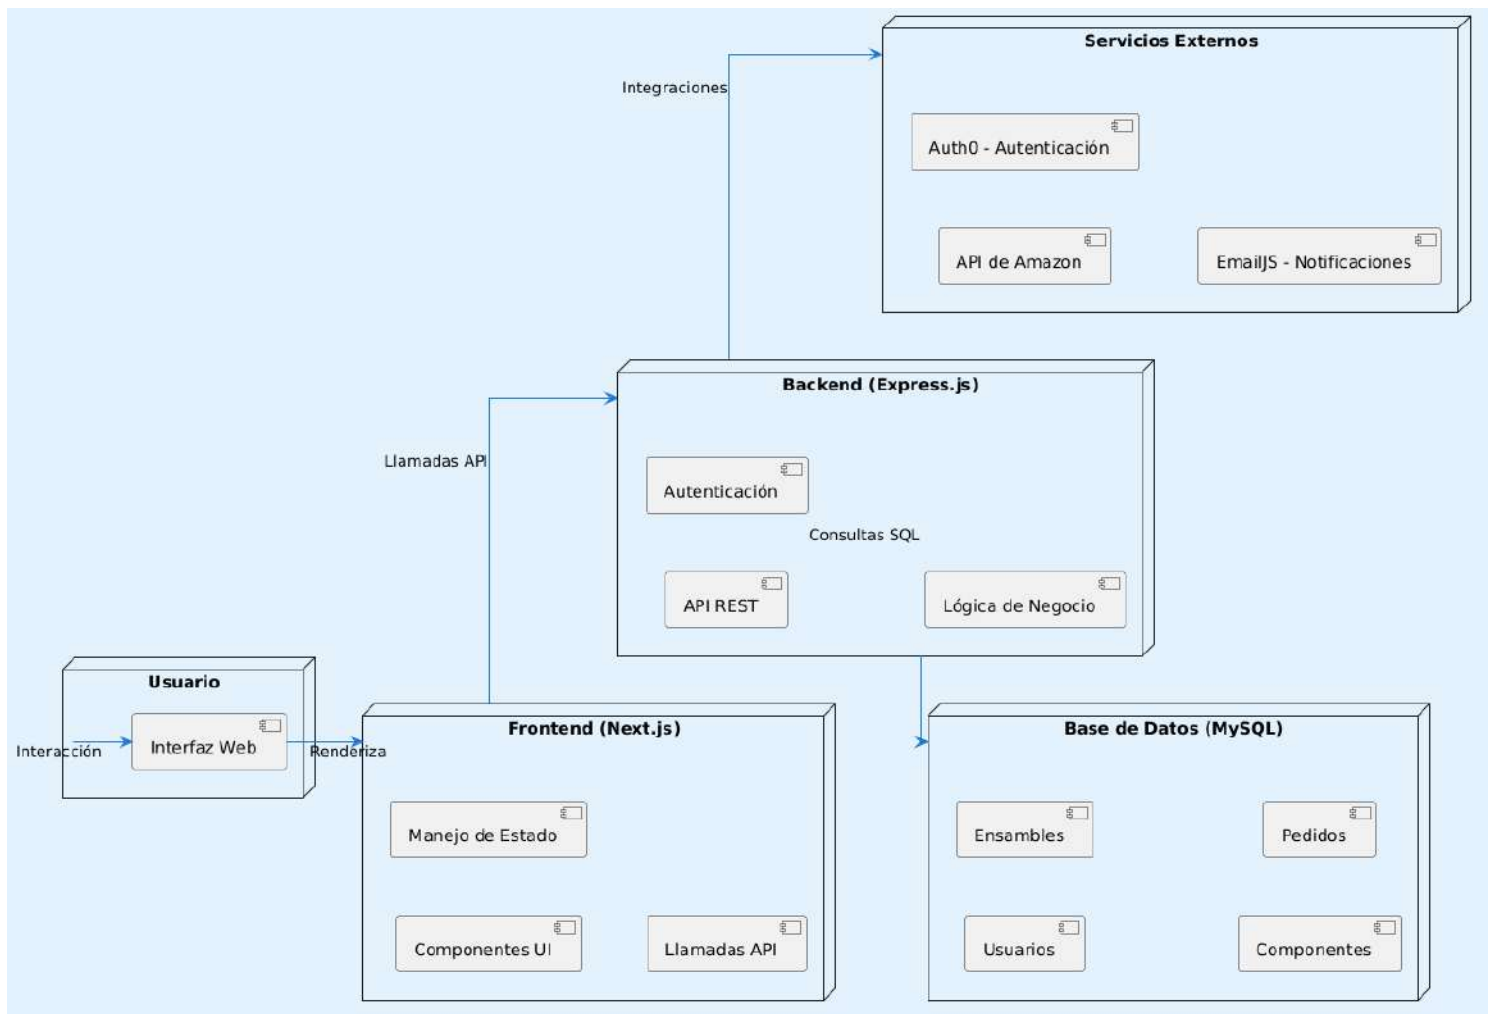 Servicios Externos
Integraciones
Auth0 - Autenticación
API de Amazon
EmailJS - Notificaciones
Backend (Express.js)
Llamadas API
Autenticación
Consultas SQL
API REST
Lógica de Negocio
Usuario
Interacción
Interfaz Web
Renderiza
Frontend (Next.js)
Manejo de Estado
Componentes UI
Llamadas API
Base de Datos (MySQL)
Ensambles
Pedidos
Usuarios
Componentes